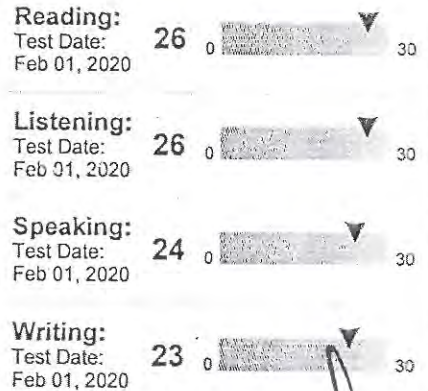 Reading:
Test Date:
Feb 01, 2020
26
0
30
Listening:
Test Date:
Feb 01, 2020
26
0
30
Speaking:
Test Date:
Feb 01, 2020
24
0
30
Writing:
Test Date:
Feb 01, 2020
23
0
30